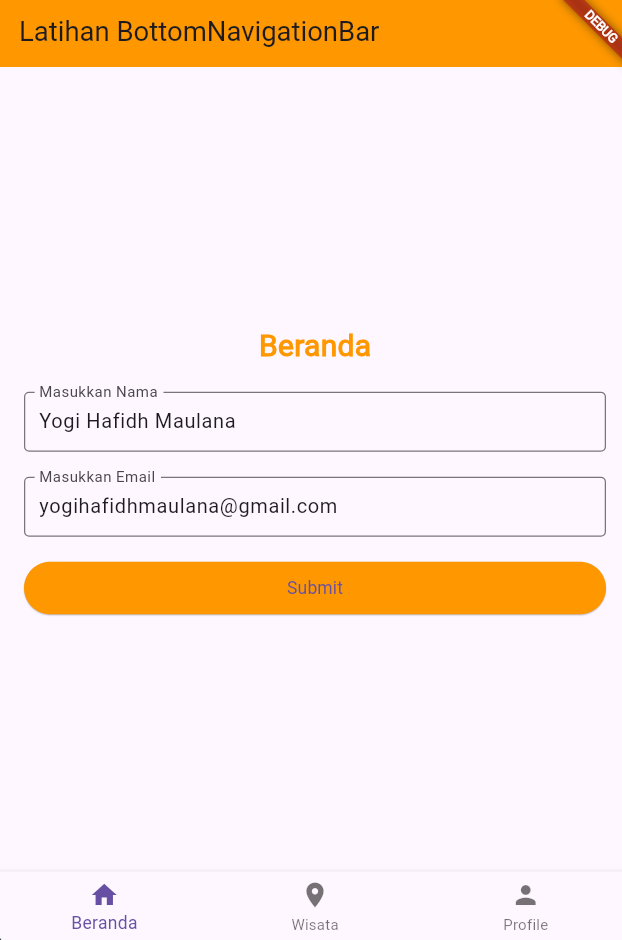 Latihan BottomNavigationBar
DEBUG
Beranda
Masukkan Nama
Yogi Hafidh Maulana
Masukkan Email
yogihafidhmaulana@gmail.com
Submit
Beranda
Wisata
Profile